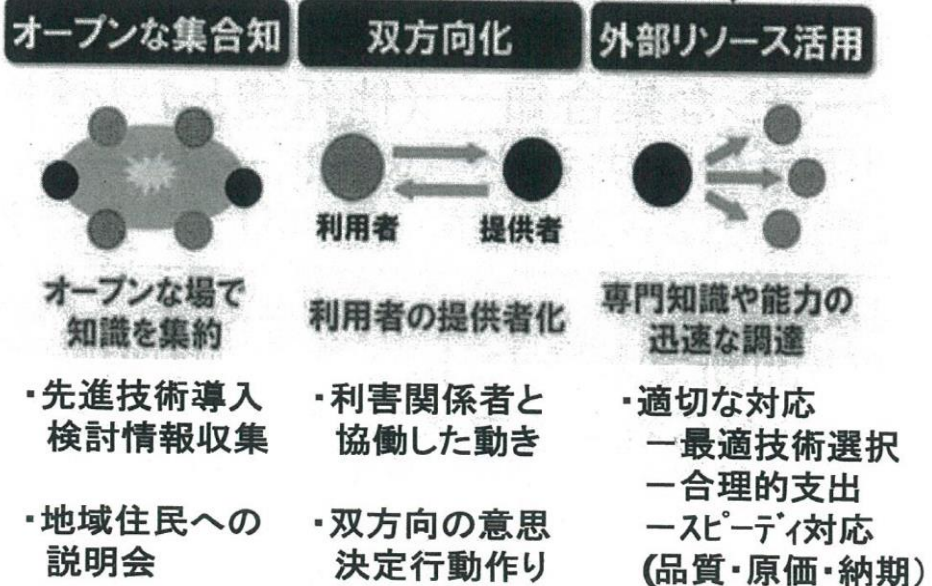 オープンな集合知
オープンな場で
知識を集約
・先進技術導入
検討情報収集
・地域住民への
説明会
双方向化
利用者 提供者
利用者の提供者化
・利害関係者と
協働した動き
・双方向の意思
決定行動作り
外部リソース活用
専門知識や能力の
迅速な調達
・適切な対応
－最適技術選択
－合理的支出
－スピーディ対応
(品質・原価・納期)